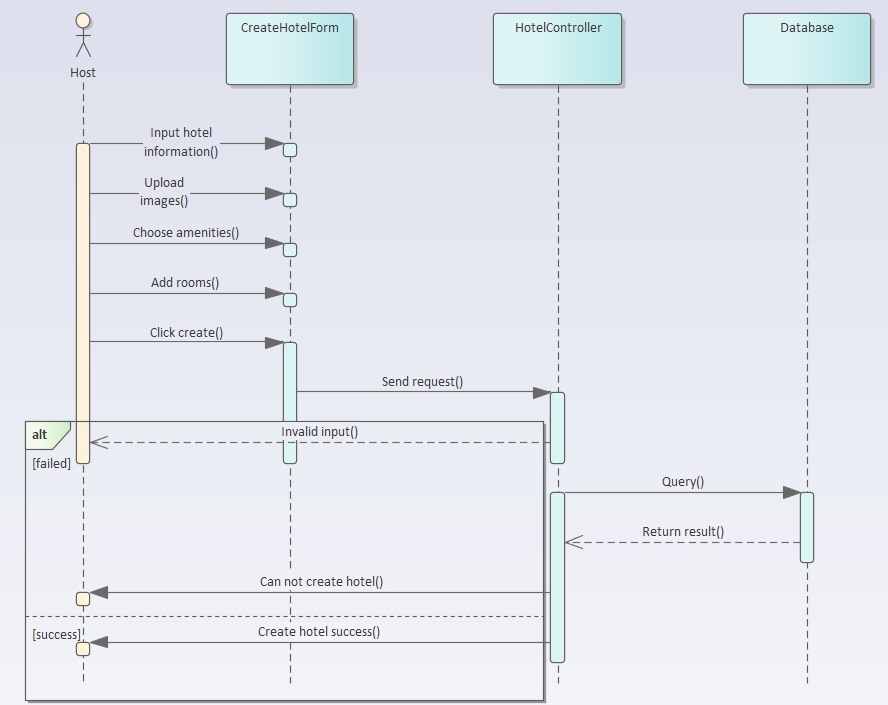 CreateHotelForm
HotelController
Database
Host
Input hotel
information()
Upload
images()
Choose amenities()
Add rooms()
Click create()
Send request()
alt
Invalid input()
[failed]
Query()
Return result()
Can not create hotel()
[success]
Create hotel success()